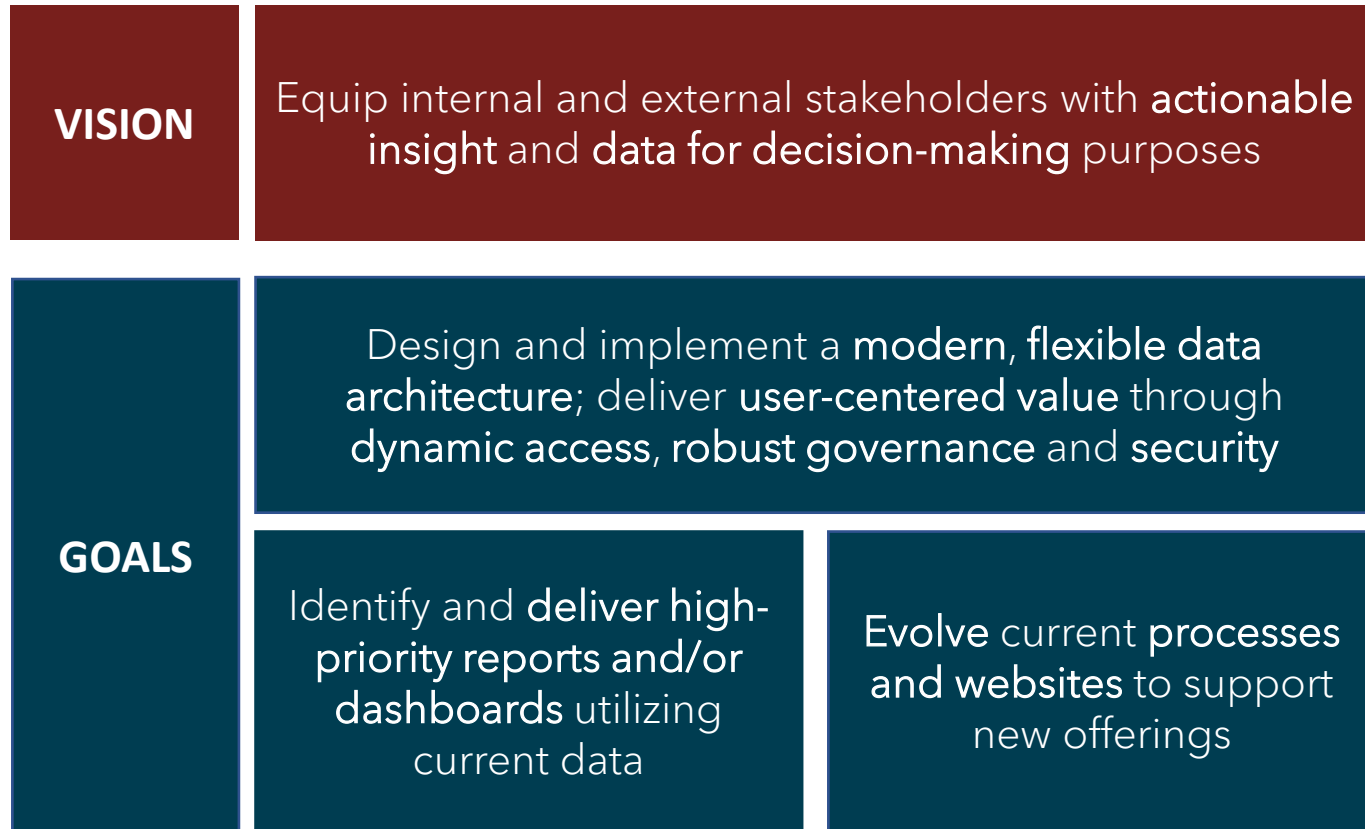 VISION
Equip internal and external stakeholders with actionable
insight and data for decision-making purposes
GOALS
Design and implement a modern, flexible data
architecture; deliver user-centered value through
dynamic access, robust governance and security
Identify and deliver high-
priority reports and/or
dashboards utilizing
current data
Evolve current processes
and websites to support
new offerings